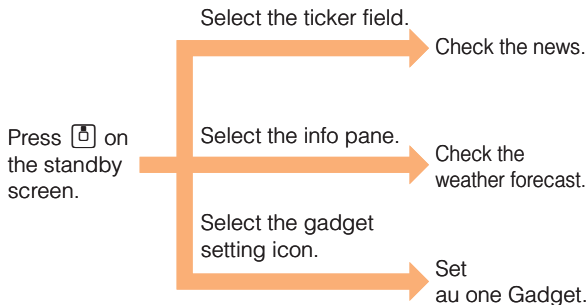 Press on
the standby
screen.
Select the ticker field.
Check the news.
Select the info pane.
Check the
weather forecast.
Select the gadget
setting icon.
Set
au one Gadget.